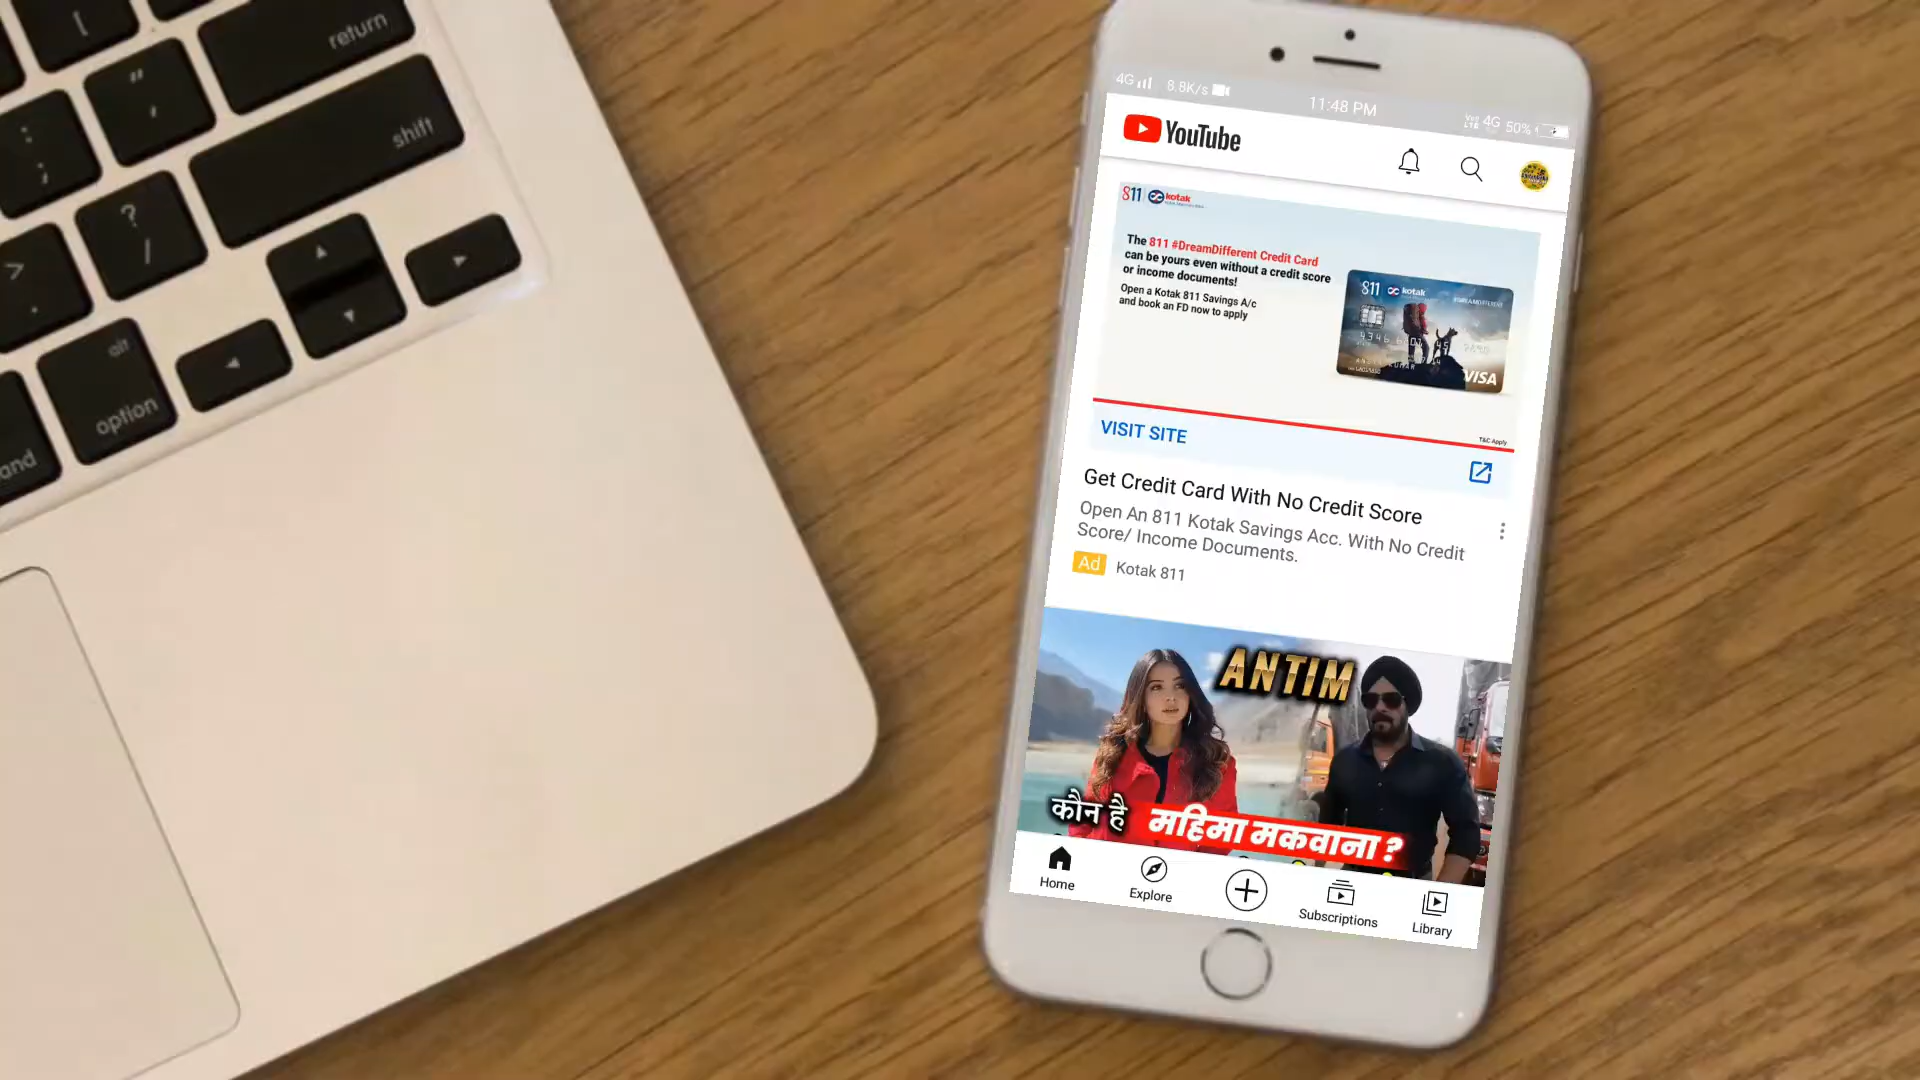 return
shift
alt
option
4G 8.8K/s
11:48 PM
4G 50%
YouTube
811 kotak
The 811 #DreamDifferent Credit Card
can be yours even without a credit score
or income documents!
Open a Kotak 811 Savings A/c
and book an FD now to apply
811 kotak
#DREAMDIFFERENT
VISA
T&C Apply
VISIT SITE
Get Credit Card With No Credit Score
Open An 811 Kotak Savings Acc. With No Credit
Score/ Income Documents.
Ad Kotak 811
ANTIM
कौन है महिमा मकवाना ?
Home
Explore
Subscriptions
Library